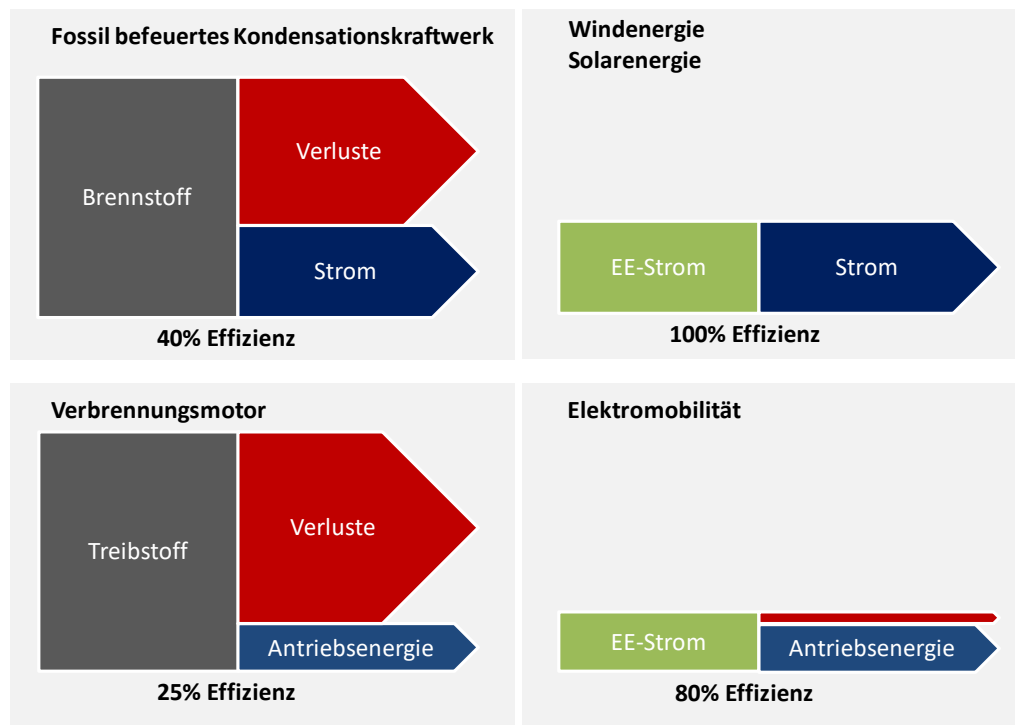 Fossil befeuertes Kondensationskraftwerk
Brennstoff
Verluste
Strom
40% Effizienz
Windenergie
Solarenergie
EE-Strom
Strom
100% Effizienz
Verbrennungsmotor
Treibstoff
Verluste
Antriebsenergie
25% Effizienz
Elektromobilität
EE-Strom
Antriebsenergie
80% Effizienz